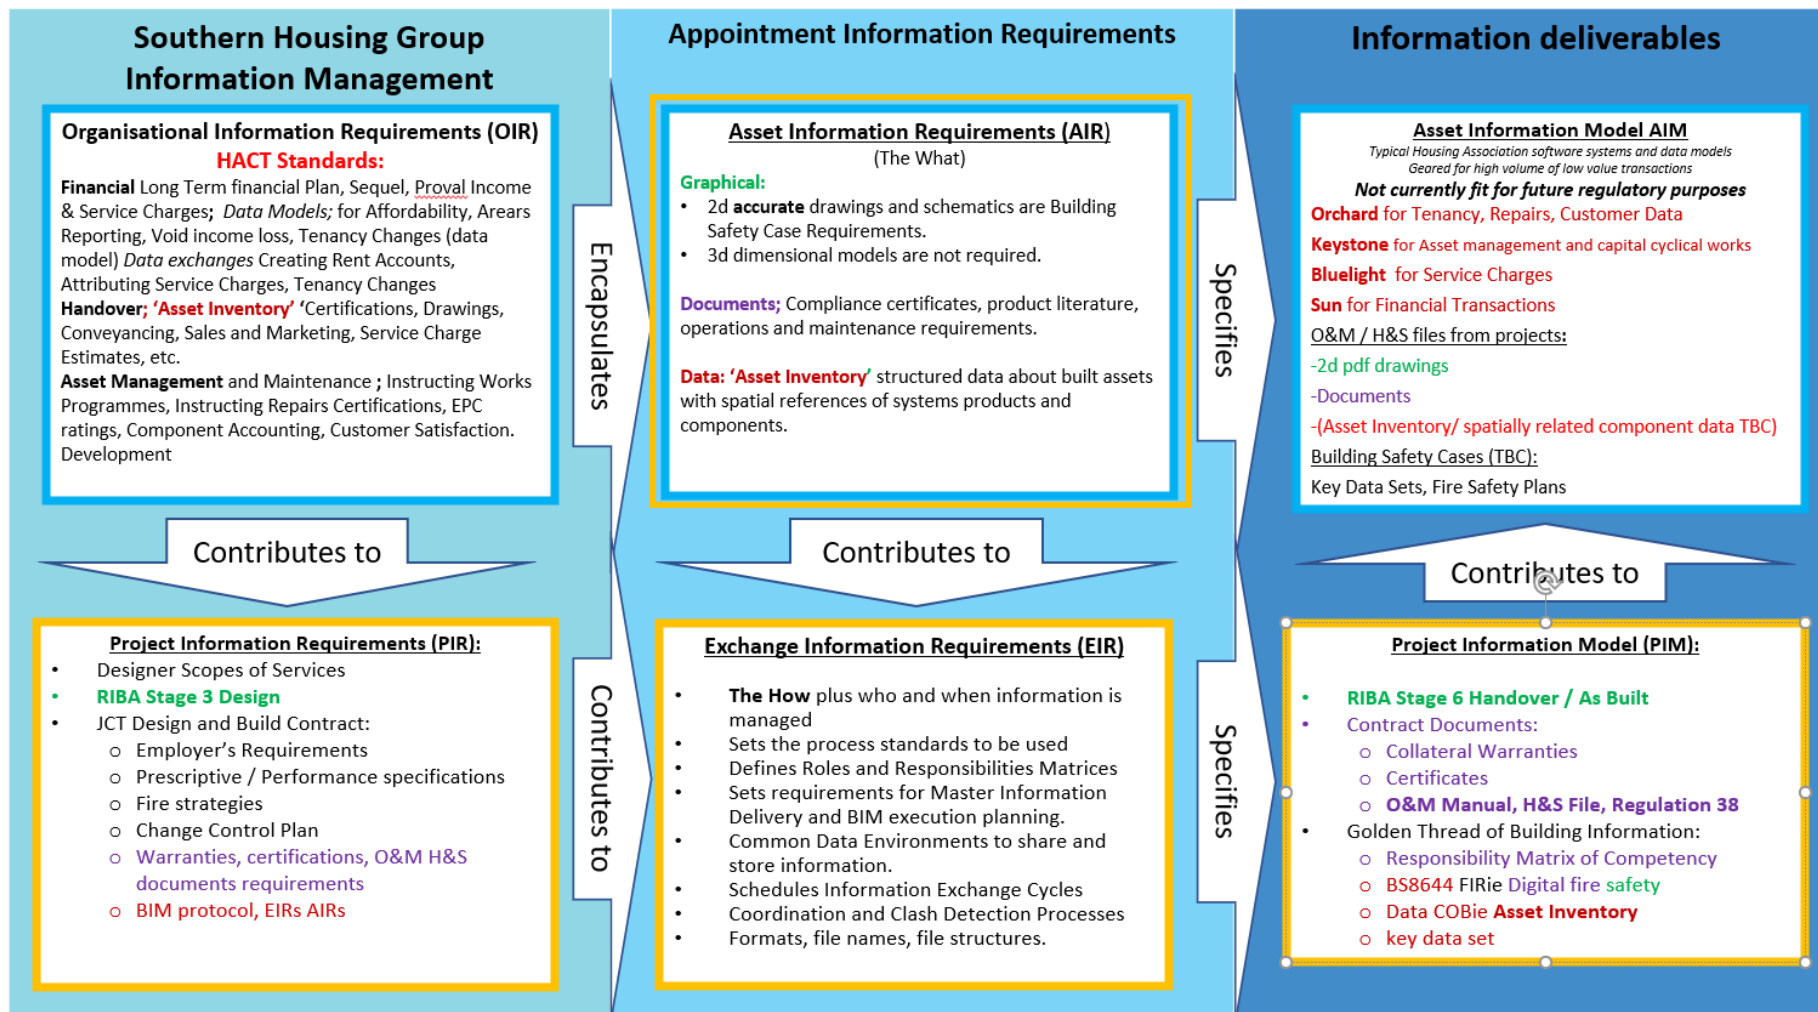 Southern Housing Group
Information Management
Organisational Information Requirements (OIR)
HACT Standards:
Financial Long Term financial Plan, Sequel, Proval Income
& Service Charges;  Data Models; for Affordability, Arears
Reporting, Void income loss, Tenancy Changes (data
model) Data exchanges Creating Rent Accounts,
Attributing Service Charges, Tenancy Changes
Handover; ‘Asset Inventory’ ‘Certifications, Drawings,
Conveyancing, Sales and Marketing, Service Charge
Estimates, etc.
Asset Management and Maintenance ; Instructing Works
Programmes, Instructing Repairs Certifications, EPC
ratings, Component Accounting, Customer Satisfaction.
Development
Encapsulates
Contributes to
Project Information Requirements (PIR):
• Designer Scopes of Services
• RIBA Stage 3 Design
• JCT Design and Build Contract:
o Employer’s Requirements
o Prescriptive / Performance specifications
o Fire strategies
o Change Control Plan
o Warranties, certifications, O&M H&S
documents requirements
o BIM protocol, EIRs AIRs
Contributes to
Appointment Information Requirements
Asset Information Requirements (AIR)
(The What)
Graphical:
• 2d accurate drawings and schematics are Building
Safety Case Requirements.
• 3d dimensional models are not required.
Documents; Compliance certificates, product literature,
operations and maintenance requirements.
Data: ‘Asset Inventory’ structured data about built assets
with spatial references of systems products and
components.
Specifies
Contributes to
Exchange Information Requirements (EIR)
• The How plus who and when information is
managed
• Sets the process standards to be used
• Defines Roles and Responsibilities Matrices
• Sets requirements for Master Information
Delivery and BIM execution planning.
• Common Data Environments to share and
store information.
• Schedules Information Exchange Cycles
• Coordination and Clash Detection Processes
• Formats, file names, file structures.
Specifies
Information deliverables
Asset Information Model AIM
Typical Housing Association software systems and data models
Geared for high volume of low value transactions
Not currently fit for future regulatory purposes
Orchard for Tenancy, Repairs, Customer Data
Keystone for Asset management and capital cyclical works
Bluelight  for Service Charges
Sun for Financial Transactions
O&M / H&S files from projects:
-2d pdf drawings
-Documents
-(Asset Inventory/ spatially related component data TBC)
Building Safety Cases (TBC):
Key Data Sets, Fire Safety Plans
Contributes to
Project Information Model (PIM):
• RIBA Stage 6 Handover / As Built
• Contract Documents:
o Collateral Warranties
o Certificates
o O&M Manual, H&S File, Regulation 38
• Golden Thread of Building Information:
o Responsibility Matrix of Competency
o BS8644 FIRie Digital fire safety
o Data COBie Asset Inventory
o key data set